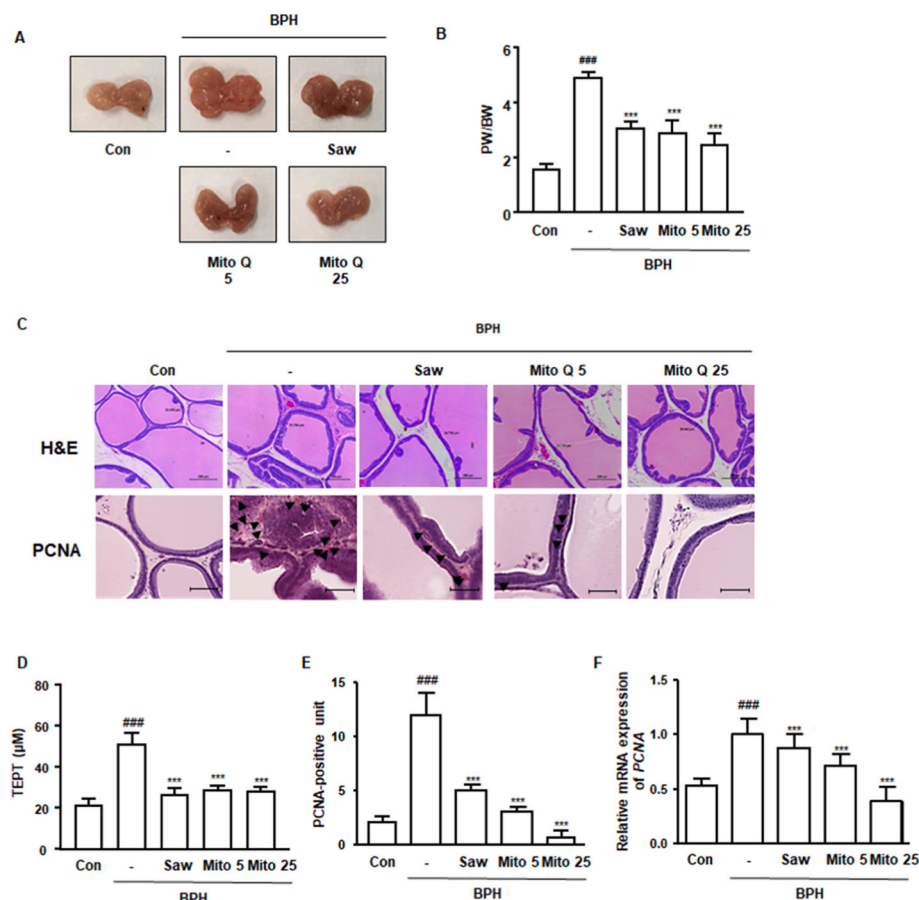 A
BPH
Con
-
Saw
Mito Q
5
Mito Q
25
B
PW/BW
6
4
2
0
###
***
***
***
Con
-
Saw
Mito 5
Mito 25
BPH
C
BPH
Con
-
Saw
Mito Q 5
Mito Q 25
H&E
PCNA
D
TEPT (µM)
80
60
40
20
0
###
***
***
***
Con
-
Saw
Mito 5
Mito 25
BPH
E
PCNA-positive unit
15
10
5
0
###
***
***
***
Con
-
Saw
Mito 5
Mito 25
BPH
F
Relative mRNA expression
of PCNA
1.5
1.0
0.5
0.0
###
***
***
***
Con
-
Saw
Mito 5
Mito 25
BPH